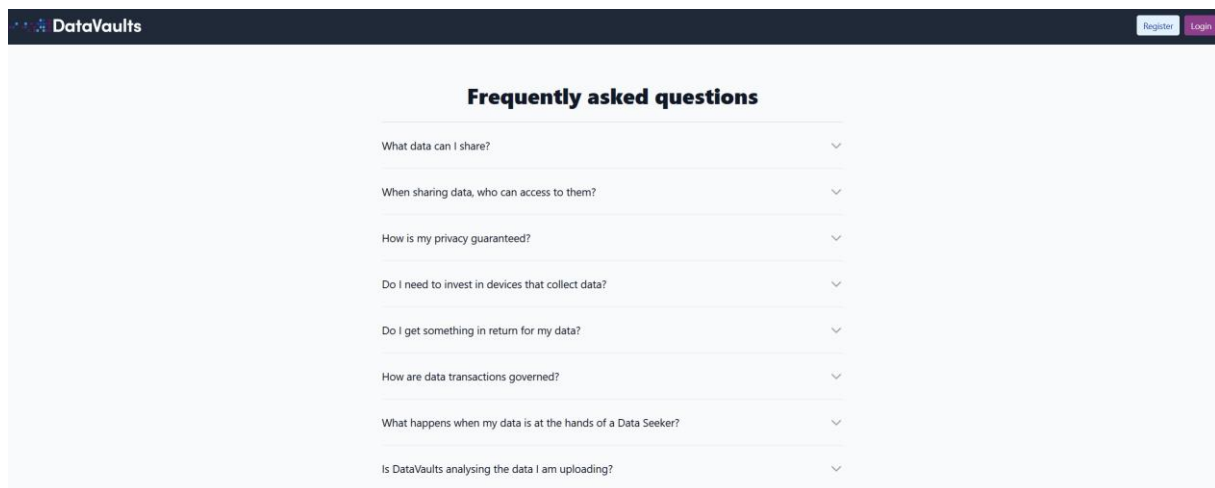 DataVaults
Register
Login
Frequently asked questions
What data can I share?
When sharing data, who can access to them?
How is my privacy guaranteed?
Do I need to invest in devices that collect data?
Do I get something in return for my data?
How are data transactions governed?
What happens when my data is at the hands of a Data Seeker?
Is DataVaults analysing the data I am uploading?